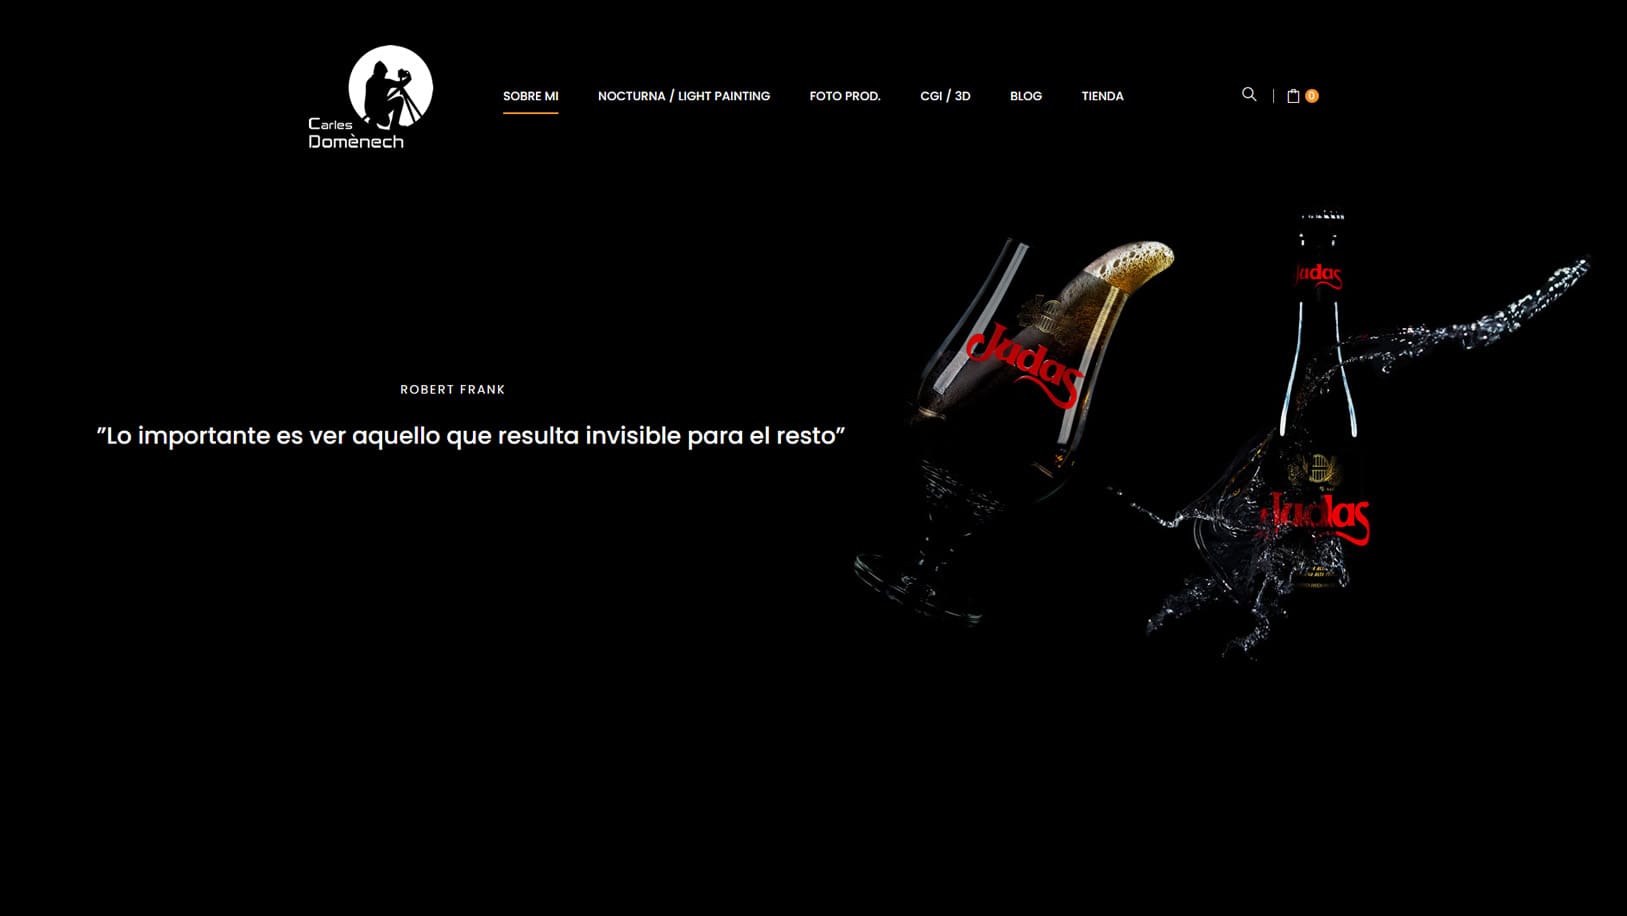 Carles
Domènech
SOBRE MI
NOCTURNA / LIGHT PAINTING
FOTO PROD.
CGI / 3D
BLOG
TIENDA
0
Judas
Judas
ROBERT FRANK
”Lo importante es ver aquello que resulta invisible para el resto”
Judas